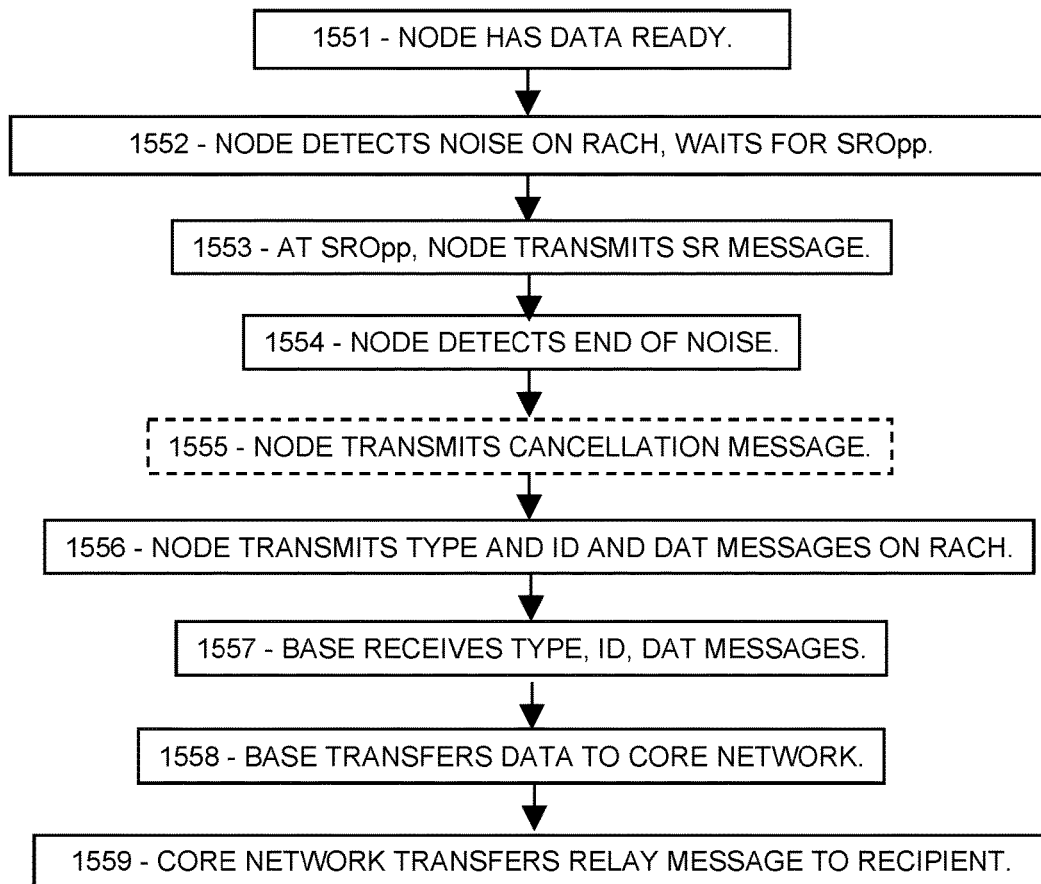 1551 - NODE HAS DATA READY.
1552 - NODE DETECTS NOISE ON RACH, WAITS FOR SROpp.
1553 - AT SROpp, NODE TRANSMITS SR MESSAGE.
1554 - NODE DETECTS END OF NOISE.
1555 - NODE TRANSMITS CANCELLATION MESSAGE.
1556 - NODE TRANSMITS TYPE AND ID AND DAT MESSAGES ON RACH.
1557 - BASE RECEIVES TYPE, ID, DAT MESSAGES.
1558 - BASE TRANSFERS DATA TO CORE NETWORK.
1559 - CORE NETWORK TRANSFERS RELAY MESSAGE TO RECIPIENT.